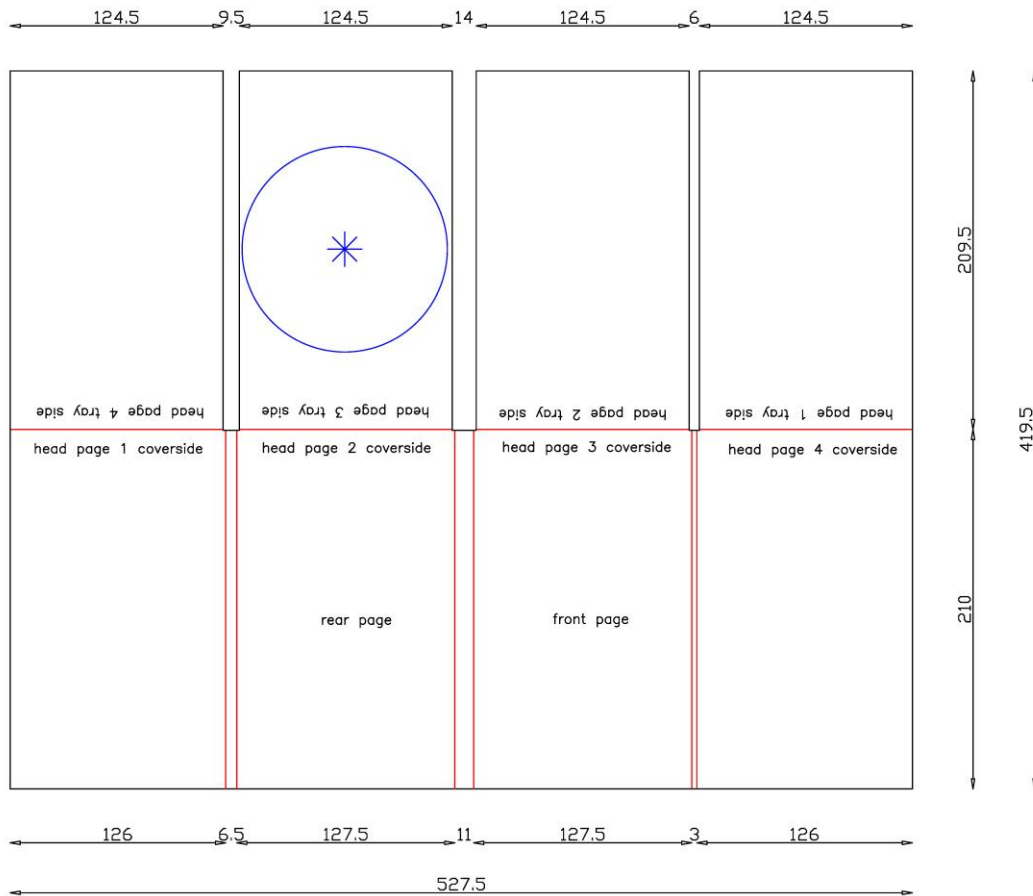 124.5 9.5 124.5 14 124.5 6 124.5
209.5
419.5
head page 4 tray side head page 3 tray side head page 2 tray side head page 1 tray side
head page 1 coverside head page 2 coverside head page 3 coverside head page 4 coverside
210
rear page front page
126 6.5 127.5 11 127.5 3 126
527.5